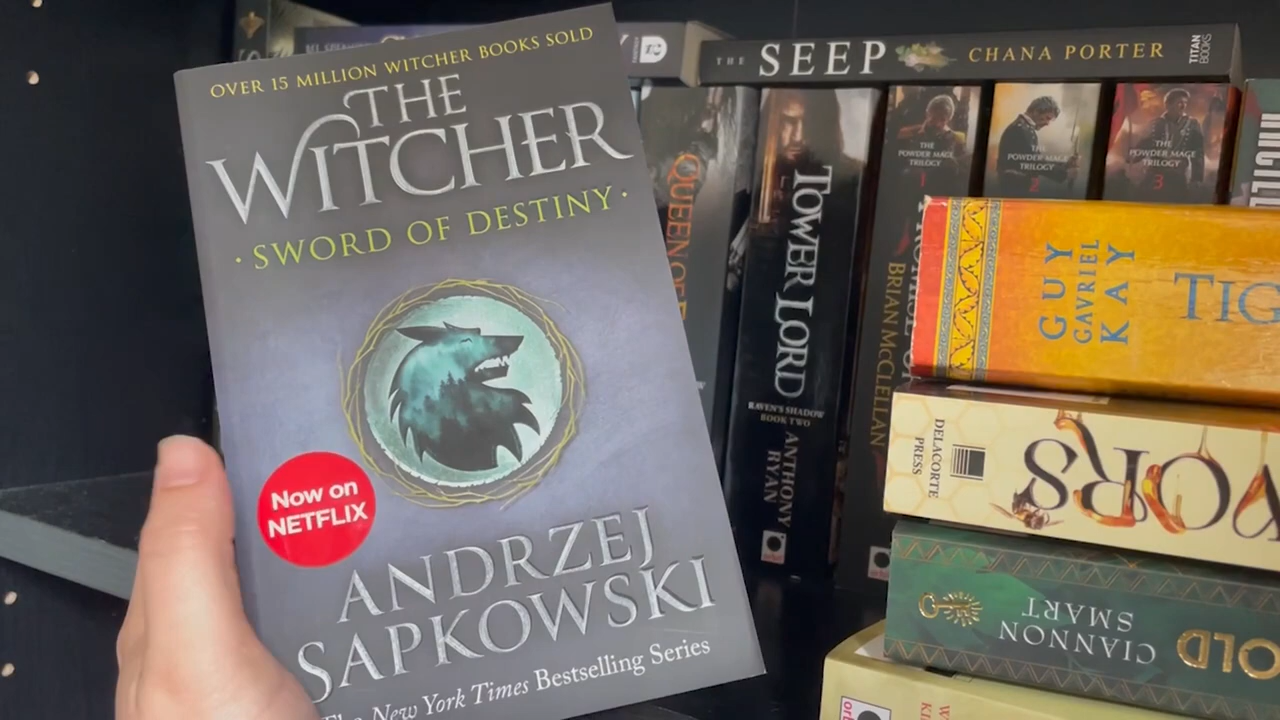 OVER 15 MILLION WITCHER BOOKS SOLD
THE
WITCHER
· SWORD OF DESTINY ·
Now on
NETFLIX
ANDRZEJ
SAPKOWSKI
The New York Times Bestselling Series
THE SEEP CHANA PORTER TITAN BOOKS
QUEEN OF
TOWER LORD
RAVEN'S SHADOW
BOOK TWO
ANTHONY
RYAN
THE
POWDER MAGE
TRILOGY
1
BRIAN MCCLELLAN
THE
POWDER MAGE
TRILOGY
2
THE
POWDER MAGE
TRILOGY
3
GUY
GAVRIEL
KAY
TIG
DELACORTE
PRESS
VORS
CIANNON
SMART
OLD